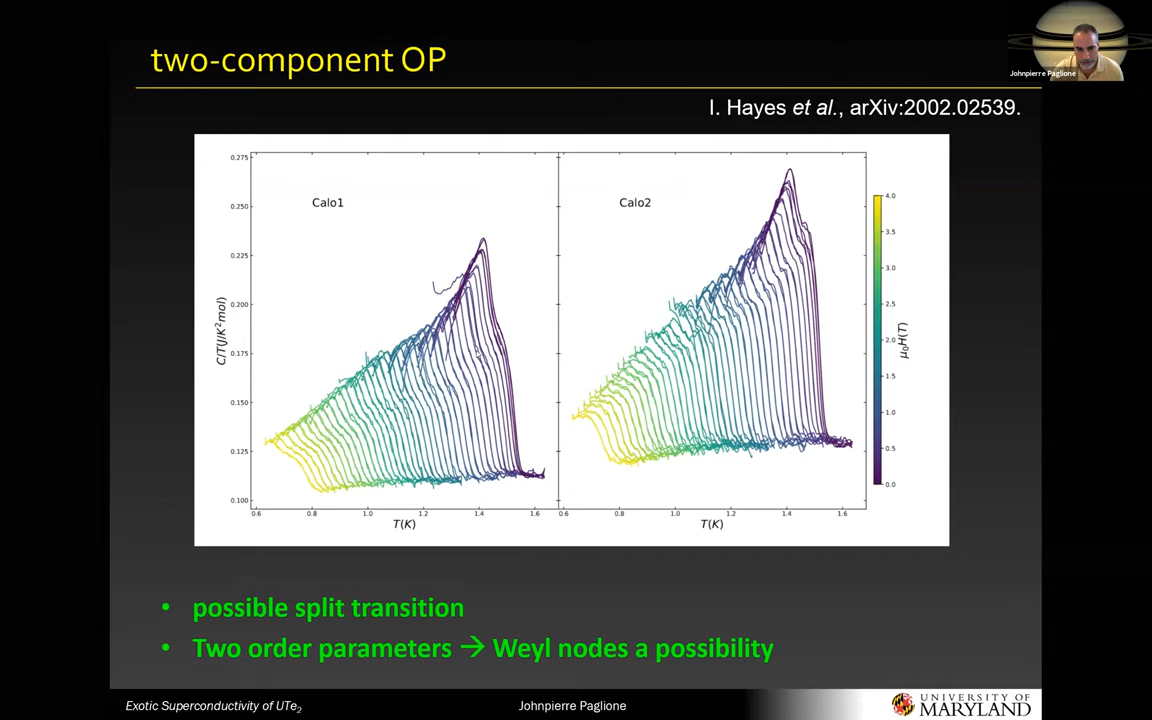 two-component OP
Johnpierre Paglione
I. Hayes et al., arXiv:2002.02539.
Calo1
Calo2
C/T(J/K²mol)
0.275
0.250
0.225
0.200
0.175
0.150
0.125
0.100
0.6 0.8 1.0 1.2 1.4 1.6
T(K)
0.6 0.8 1.0 1.2 1.4 1.6
T(K)
4.0
3.5
3.0
2.5
2.0
1.5
1.0
0.5
0.0
μ₀H(T)
• possible split transition
• Two order parameters → Weyl nodes a possibility
Exotic Superconductivity of UTe₂
Johnpierre Paglione
UNIVERSITY OF
MARYLAND